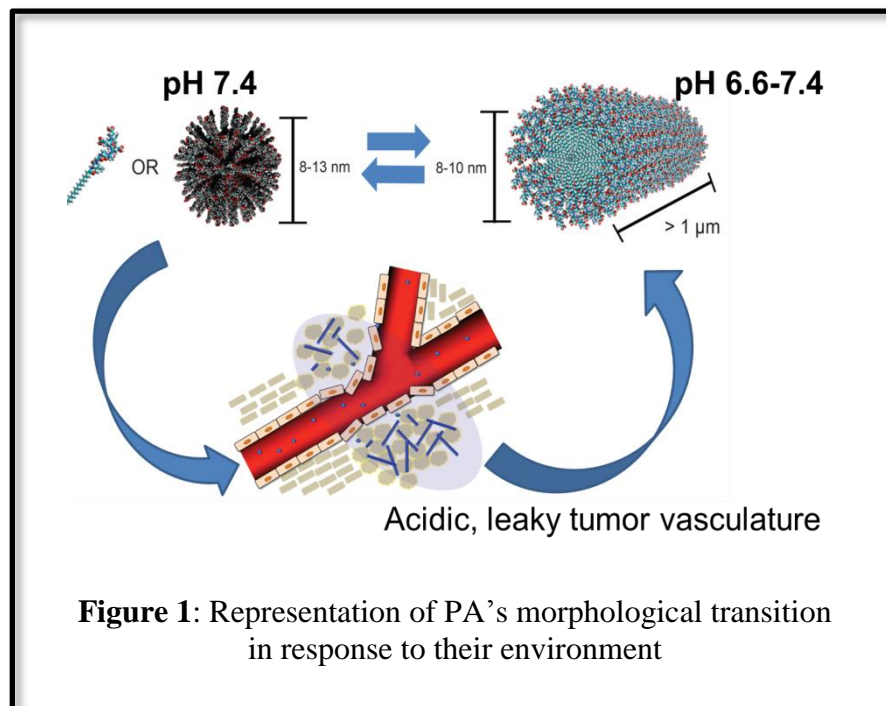 pH 7.4
pH 6.6-7.4
OR
8-13 nm
8-10 nm
> 1 µm
Acidic, leaky tumor vasculature
Figure 1: Representation of PA’s morphological transition
in response to their environment